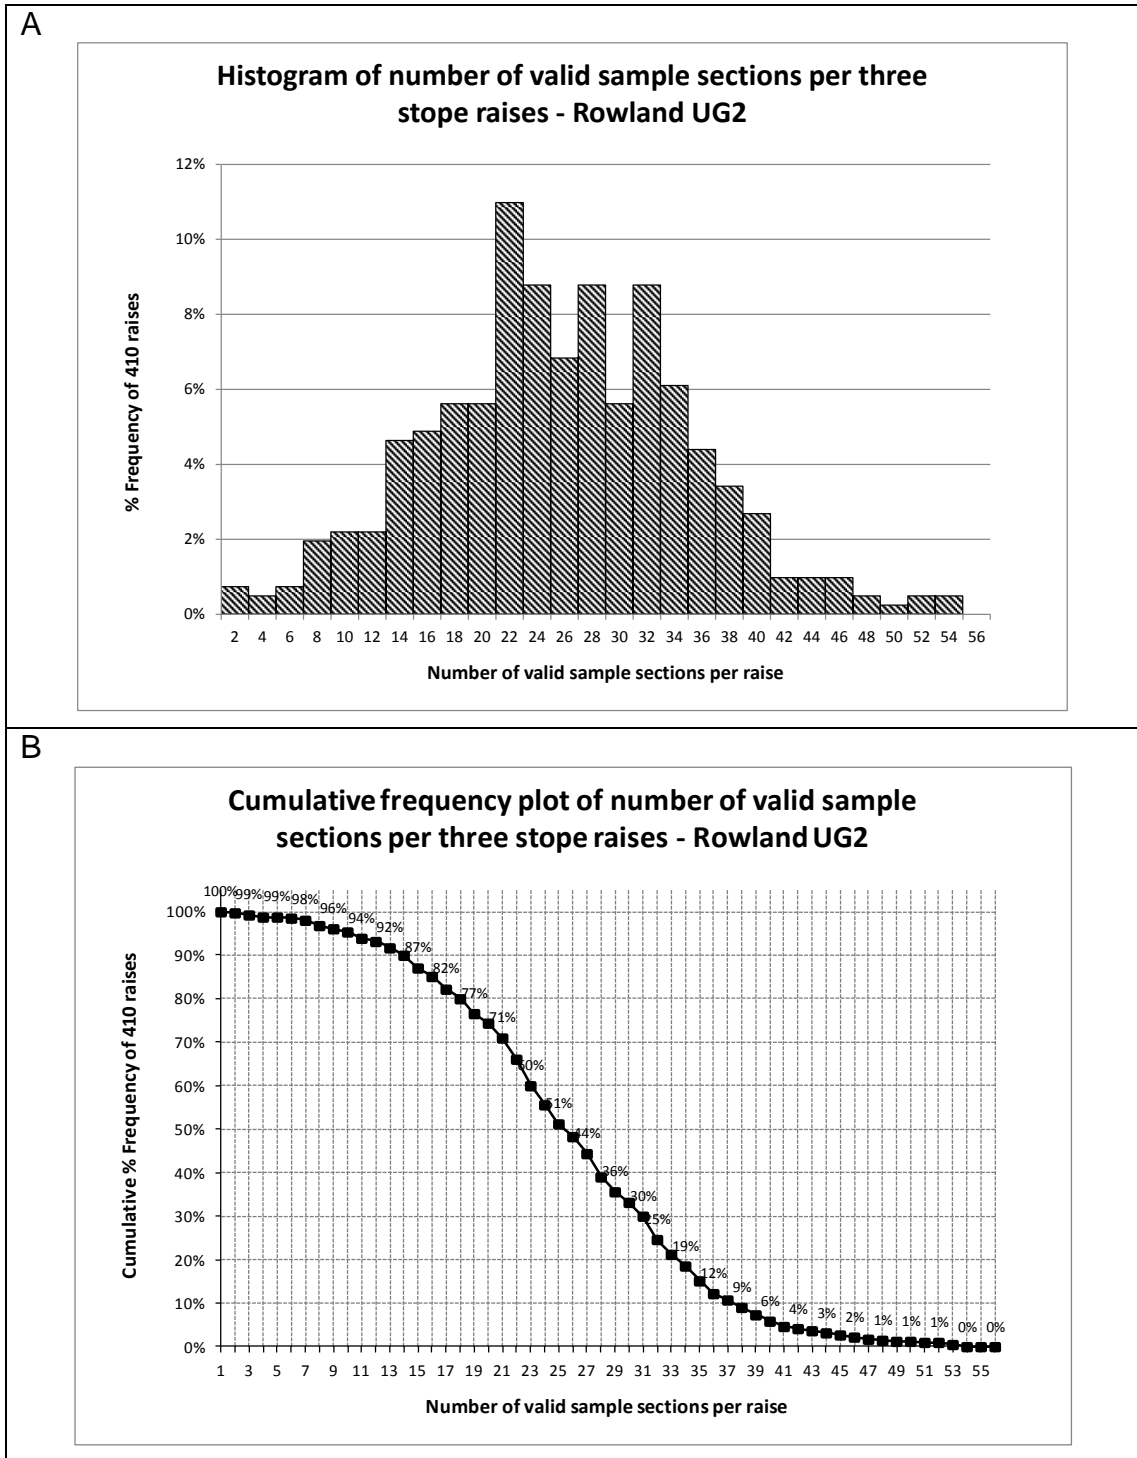 A
Histogram of number of valid sample sections per three
stope raises - Rowland UG2
12%
10%
8%
6%
4%
2%
0%
% Frequency of 410 raises
2 4 6 8 10 12 14 16 18 20 22 24 26 28 30 32 34 36 38 40 42 44 46 48 50 52 54 56
Number of valid sample sections per raise
B
Cumulative frequency plot of number of valid sample
sections per three stope raises - Rowland UG2
100% 99% 99% 98% 96% 94% 92% 87% 82% 77% 71% 60% 51% 44% 36% 30% 25% 19% 12% 9% 6% 4% 3% 2% 1% 1% 1% 0% 0%
100%
90%
80%
70%
60%
50%
40%
30%
20%
10%
0%
Cumulative % Frequency of 410 raises
1 3 5 7 9 11 13 15 17 19 21 23 25 27 29 31 33 35 37 39 41 43 45 47 49 51 53 55
Number of valid sample sections per raise